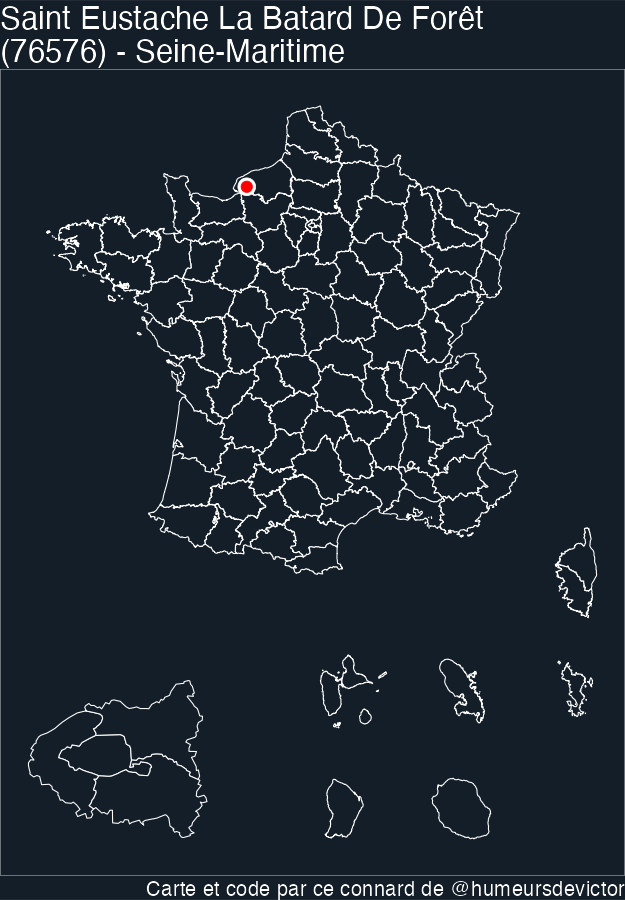 Saint Eustache La Batard De Forêt
(76576) - Seine-Maritime
Carte et code par ce connard de @humeursdevictor